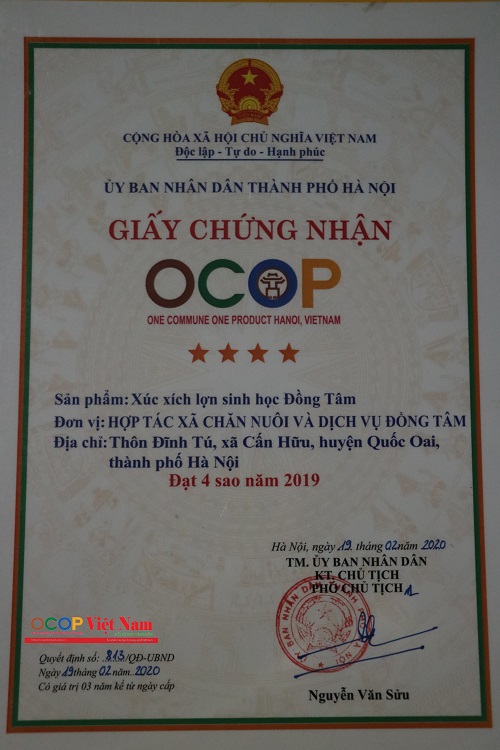 CỘNG HÒA XÃ HỘI CHỦ NGHĨA VIỆT NAM
Độc lập - Tự do - Hạnh phúc
ỦY BAN NHÂN DÂN THÀNH PHỐ HÀ NỘI
GIẤY CHỨNG NHẬN
OCOP
ONE COMMUNE ONE PRODUCT HANOI, VIETNAM
Sản phẩm: Xúc xích lợn sinh học Đồng Tâm
Đơn vị: HỢP TÁC XÃ CHĂN NUÔI VÀ DỊCH VỤ ĐỒNG TÂM
Địa chỉ: Thôn Đĩnh Tú, xã Cấn Hữu, huyện Quốc Oai,
thành phố Hà Nội
Đạt 4 sao năm 2019
Hà Nội, ngày 19 tháng 02 năm 2020
TM. ỦY BAN NHÂN DÂN
KT. CHỦ TỊCH
PHÓ CHỦ TỊCH
Nguyễn Văn Sửu
OCOP Việt Nam
Quyết định số: 813/QĐ-UBND
Ngày 19 tháng 02 năm 2020
Có giá trị 03 năm kể từ ngày cấp